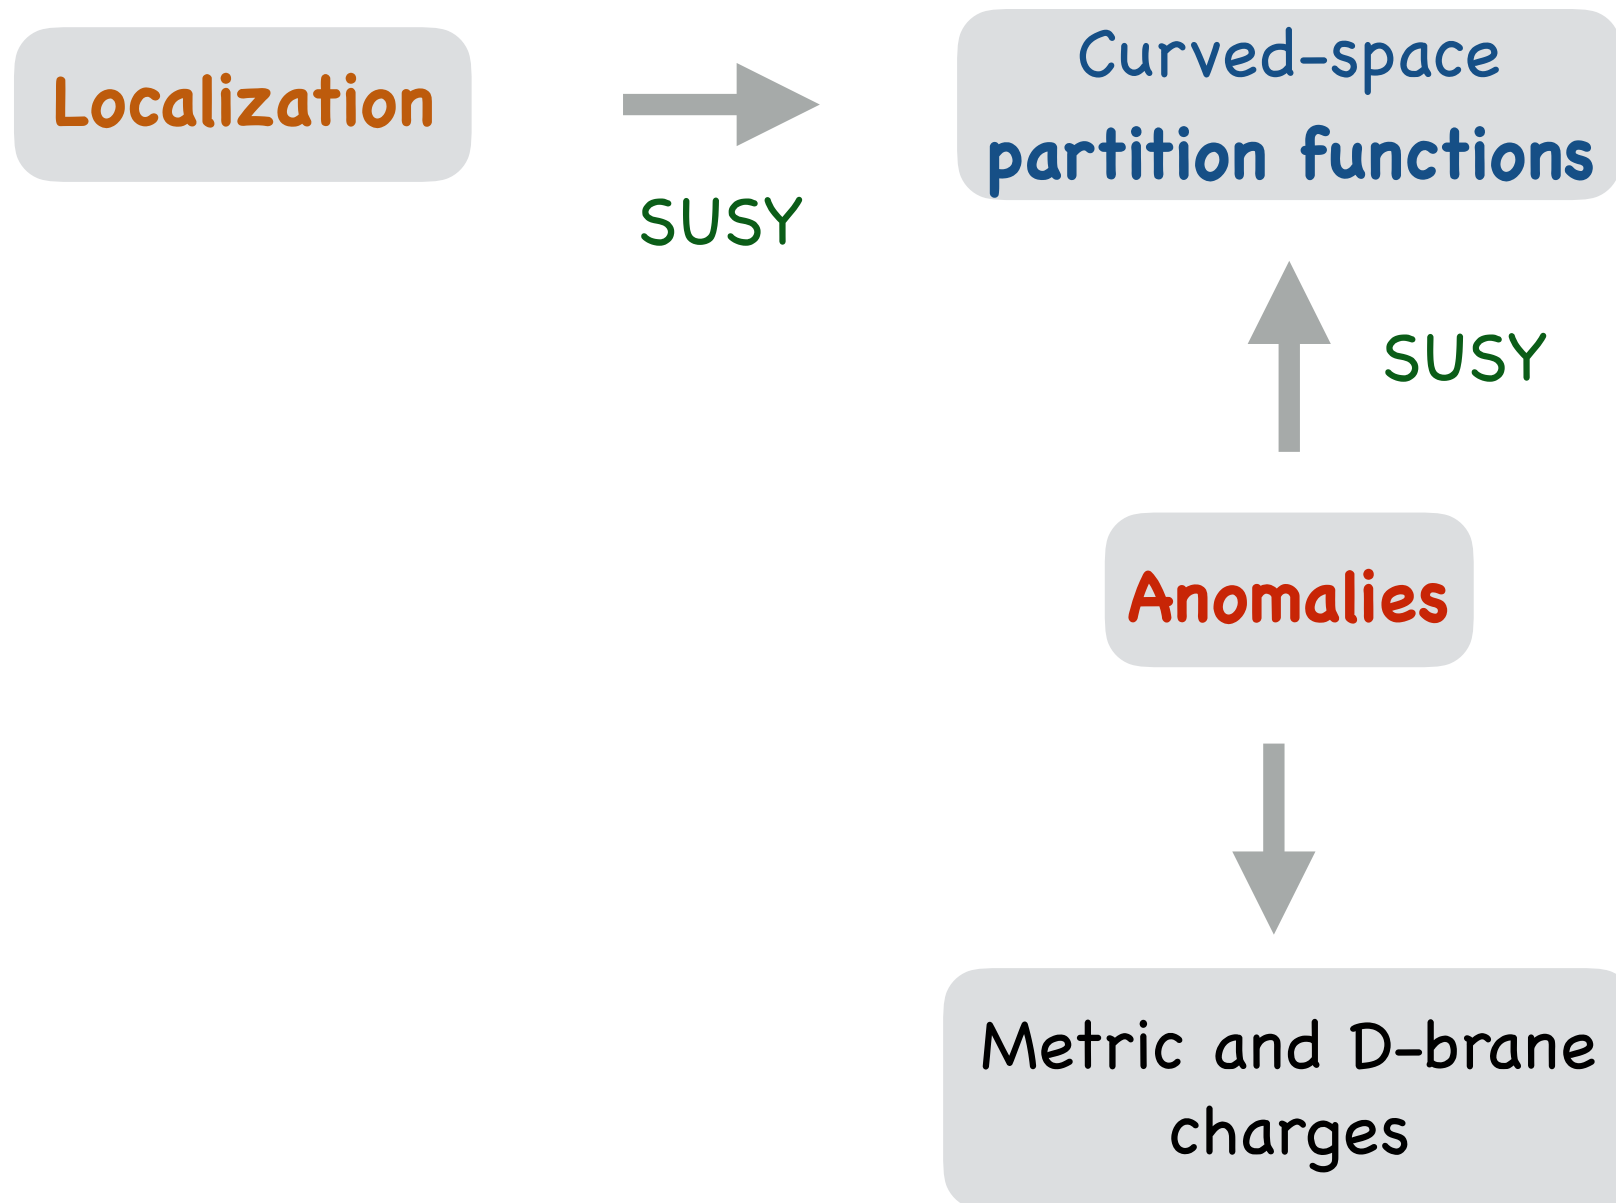 Localization
SUSY
Curved-space
partition functions
SUSY
Anomalies
Metric and D-brane
charges